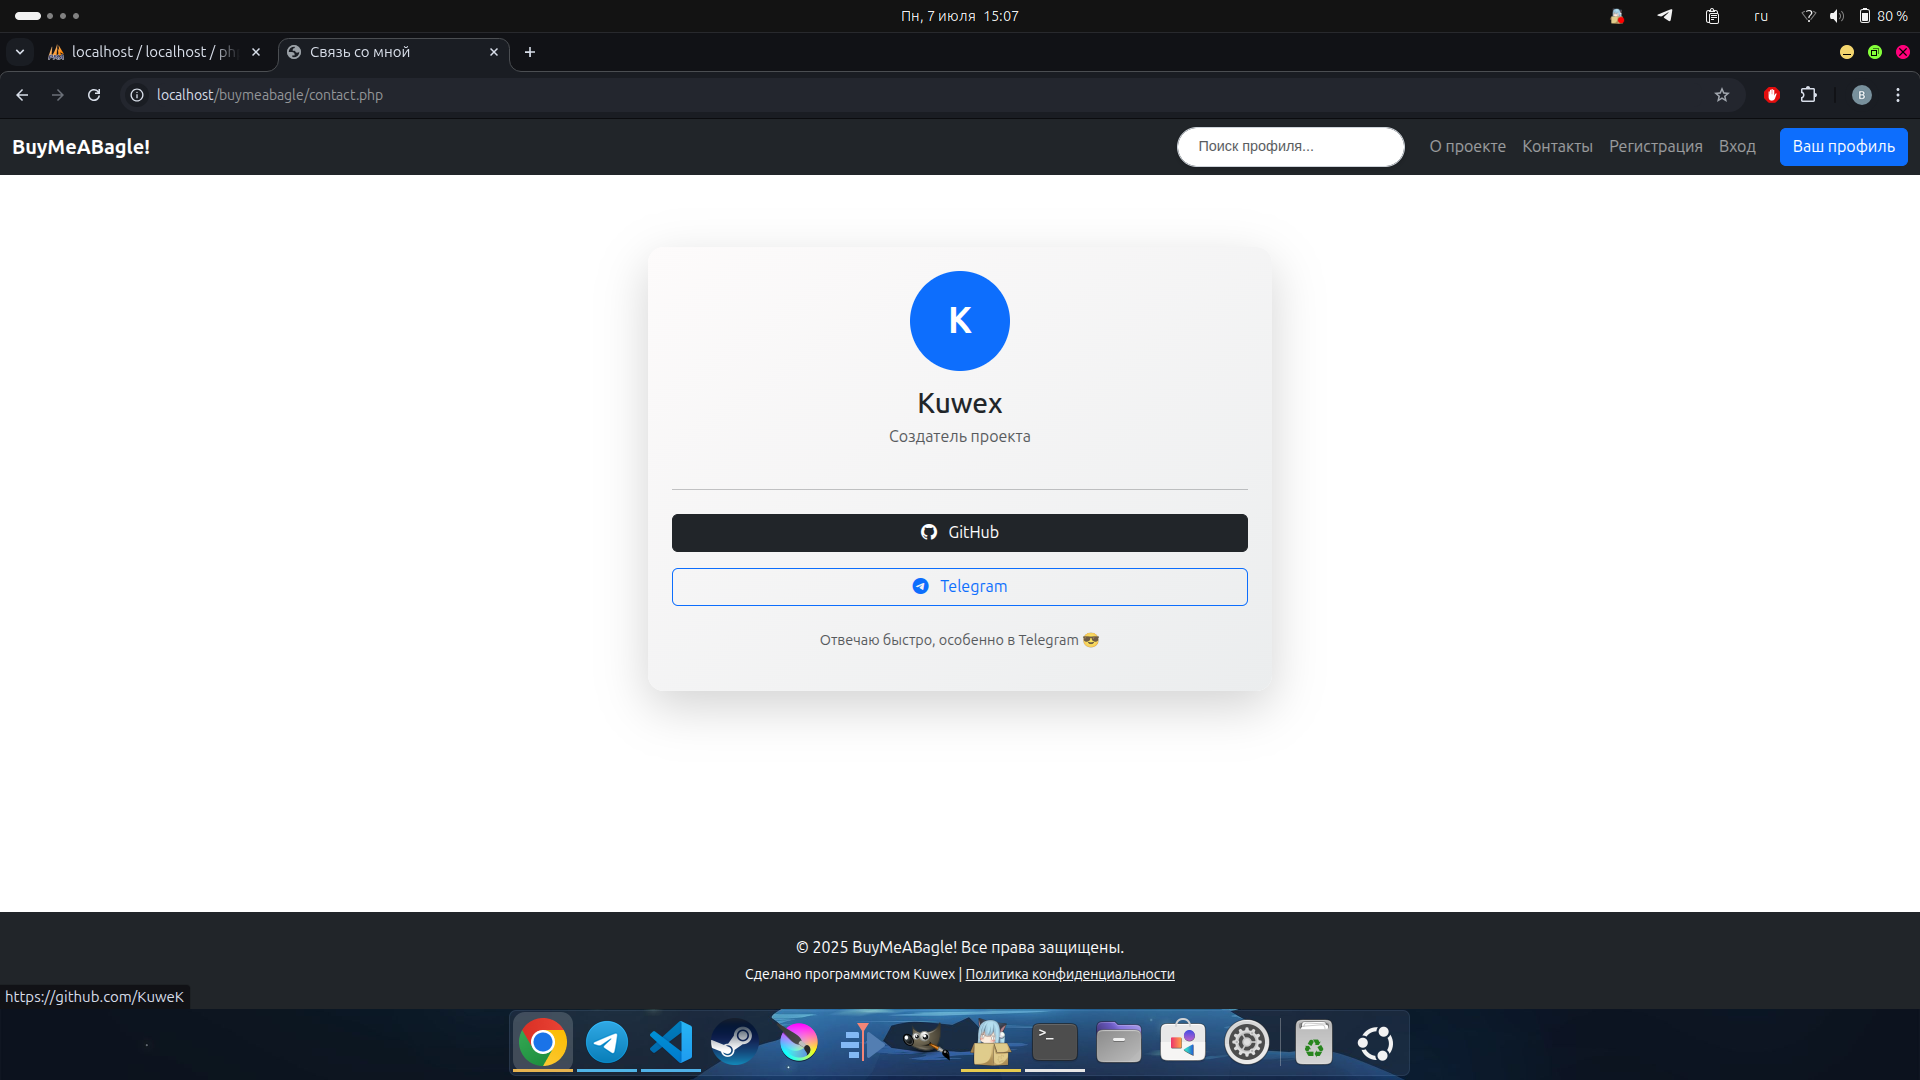 Пн, 7 июля 15:07
ru
80 %
localhost / localhost / ph
Связь со мной
localhost/buymeabagle/contact.php
B
BuyMeABagle!
Поиск профиля...
О проекте
Контакты
Регистрация
Вход
Ваш профиль
K
Kuwex
Создатель проекта
GitHub
Telegram
Отвечаю быстро, особенно в Telegram 😎
© 2025 BuyMeABagle! Все права защищены.
Сделано программистом Kuwex | Политика конфиденциальности
https://github.com/KuweK
>_